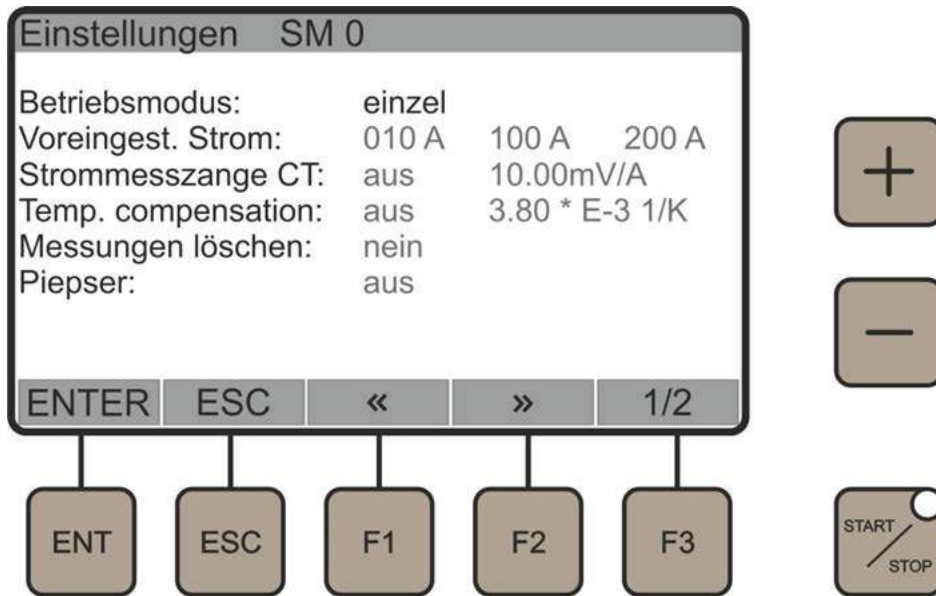 Einstellungen SM 0
Betriebsmodus: einzel
Voreingest. Strom: 010 A 100 A 200 A
Strommesszange CT: aus 10.00mV/A
Temp. compensation: aus 3.80 * E-3 1/K
Messungen löschen: nein
Piepser: aus
ENTER ESC « » 1/2
+
−
ENT ESC F1 F2 F3
START
STOP